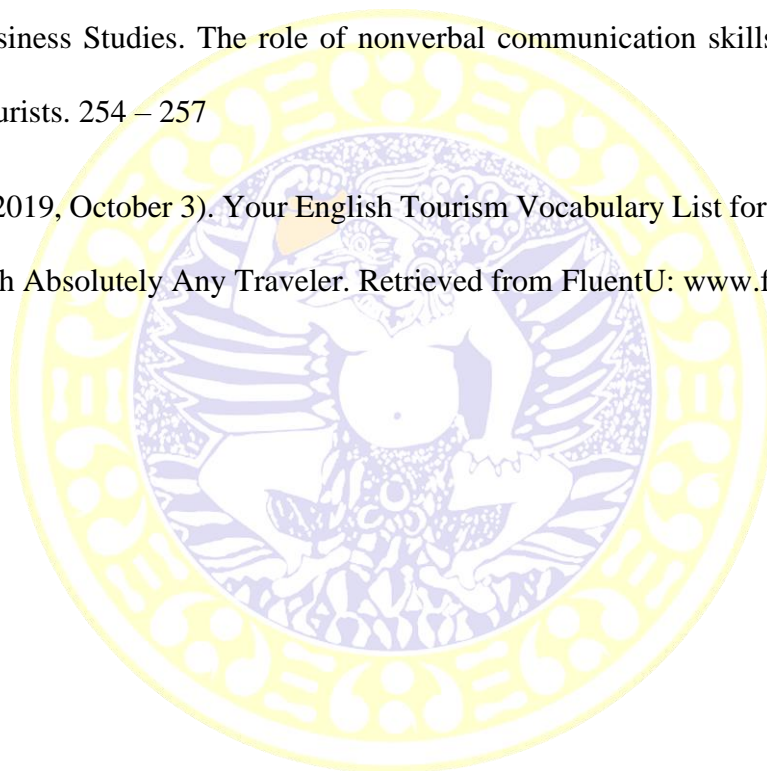 siness Studies. The role of nonverbal communication skills
urists. 254 – 257
2019, October 3). Your English Tourism Vocabulary List for
h Absolutely Any Traveler. Retrieved from FluentU: www.f